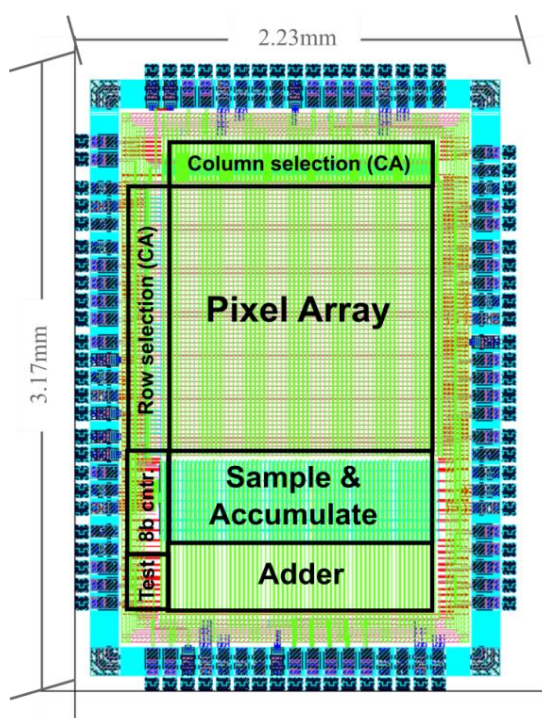 2.23mm
3.17mm
Column selection (CA)
Row selection (CA)
Pixel Array
8b cntr.
Sample &
Accumulate
Test
Adder